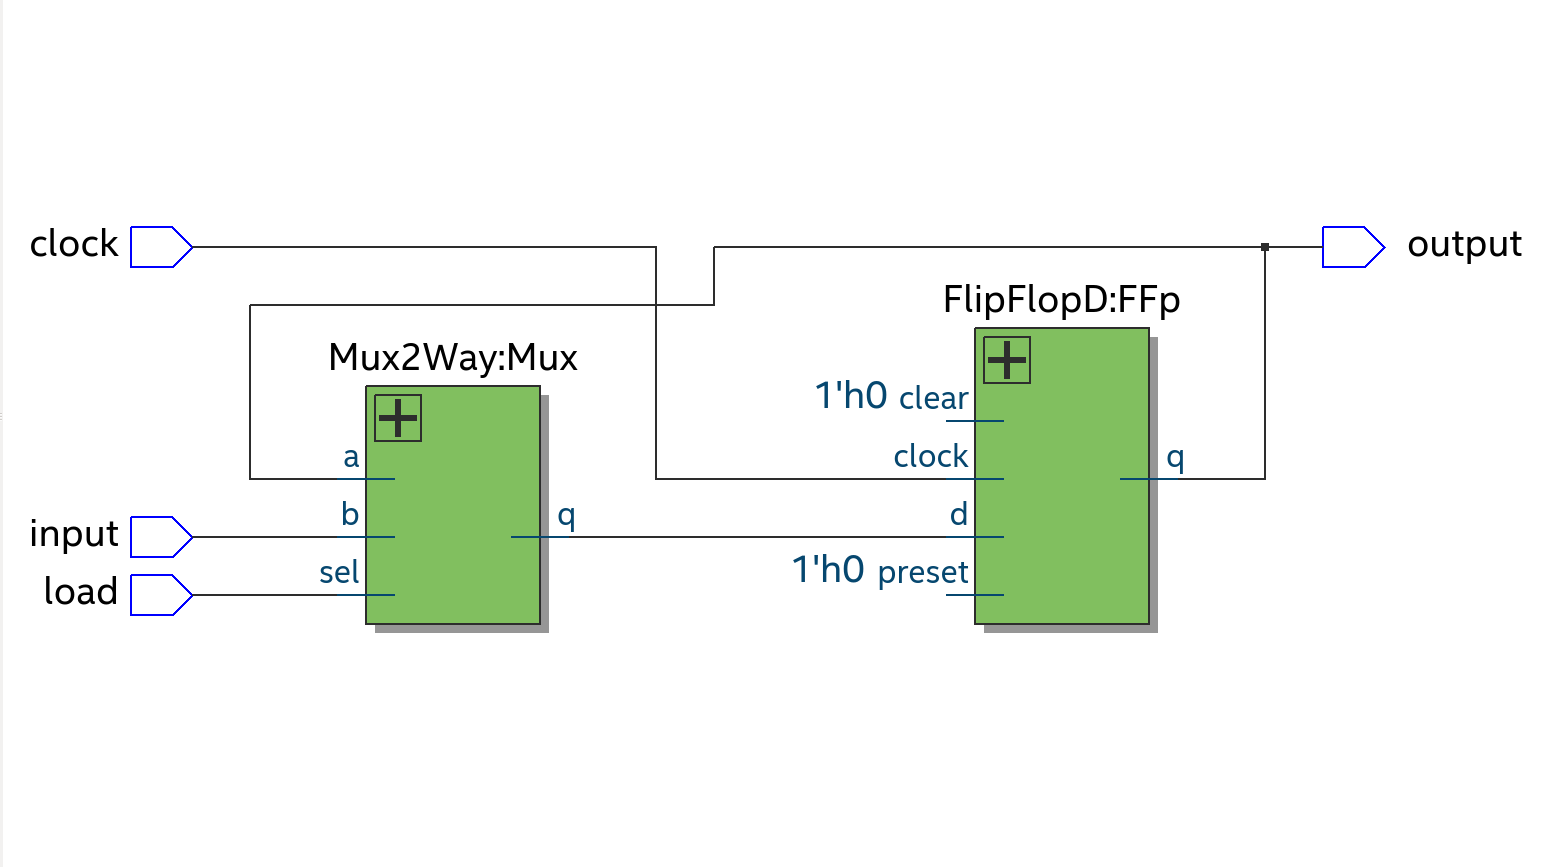 clock
output
FlipFlopD:FFp
Mux2Way:Mux
1'h0 clear
a
clock
q
b
q
d
input
sel
1'h0 preset
load